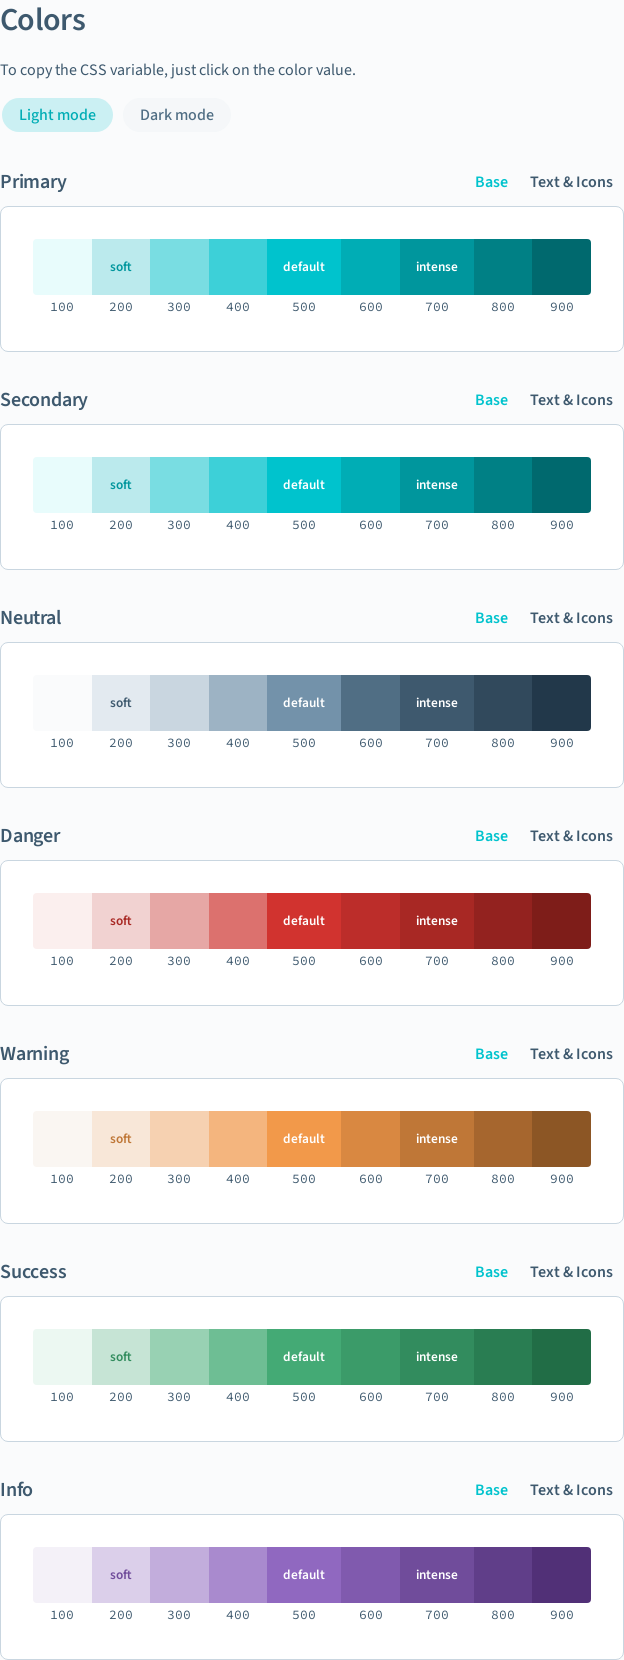 Colors
To copy the CSS variable, just click on the color value.
Light mode Dark mode
Primary Base Text & Icons
soft default intense
100 200 300 400 500 600 700 800 900
Secondary Base Text & Icons
soft default intense
100 200 300 400 500 600 700 800 900
Neutral Base Text & Icons
soft default intense
100 200 300 400 500 600 700 800 900
Danger Base Text & Icons
soft default intense
100 200 300 400 500 600 700 800 900
Warning Base Text & Icons
soft default intense
100 200 300 400 500 600 700 800 900
Success Base Text & Icons
soft default intense
100 200 300 400 500 600 700 800 900
Info Base Text & Icons
soft default intense
100 200 300 400 500 600 700 800 900